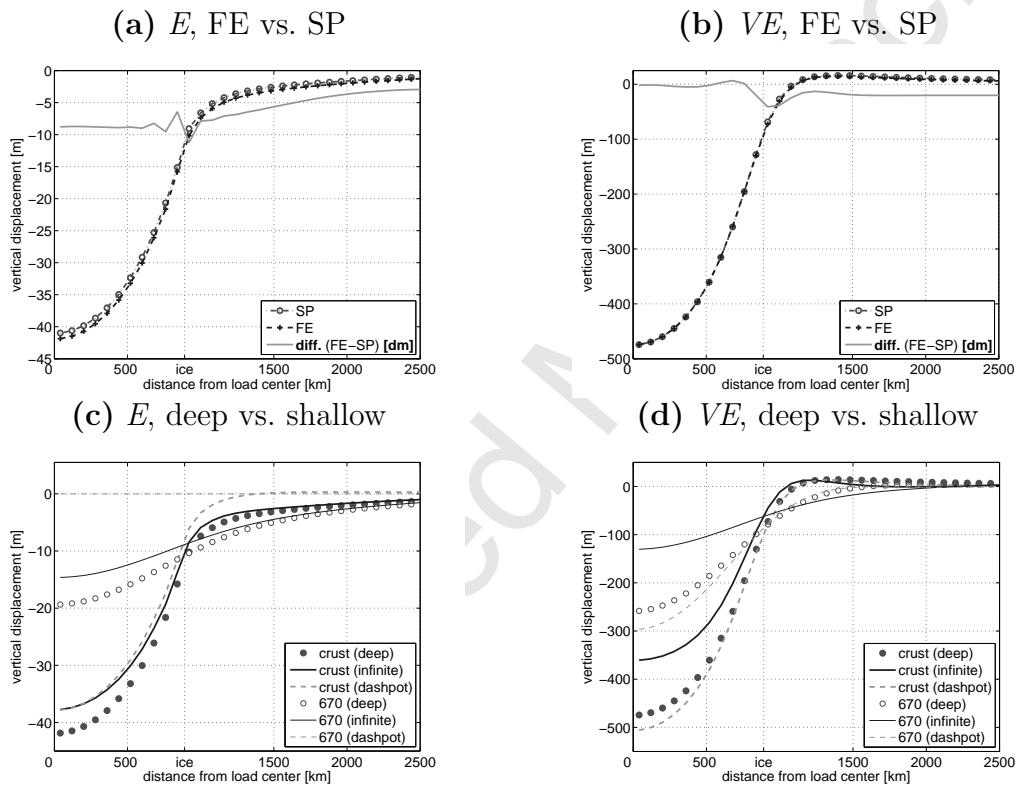 (a) E, FE vs. SP
vertical displacement [m]
0
−5
−10
−15
−20
−25
−30
−35
−40
−45
SP
FE
diff. (FE−SP) [dm]
0 500 ice 1500 2000 2500
distance from load center [km]
(b) VE, FE vs. SP
vertical displacement [m]
0
−100
−200
−300
−400
−500
SP
FE
diff. (FE−SP) [dm]
0 500 ice 1500 2000 2500
distance from load center [km]
(c) E, deep vs. shallow
vertical displacement [m]
0
−10
−20
−30
−40
crust (deep)
crust (infinite)
crust (dashpot)
670 (deep)
670 (infinite)
670 (dashpot)
0 500 ice 1500 2000 2500
distance from load center [km]
(d) VE, deep vs. shallow
vertical displacement [m]
0
−100
−200
−300
−400
−500
crust (deep)
crust (infinite)
crust (dashpot)
670 (deep)
670 (infinite)
670 (dashpot)
0 500 ice 1500 2000 2500
distance from load center [km]
ed M